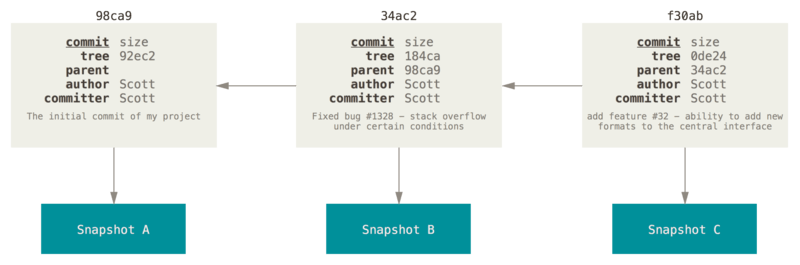 98ca9
commit size
tree 92ec2
parent
author Scott
committer Scott
The initial commit of my project
Snapshot A
34ac2
commit size
tree 184ca
parent 98ca9
author Scott
committer Scott
Fixed bug #1328 – stack overflow
under certain conditions
Snapshot B
f30ab
commit size
tree 0de24
parent 34ac2
author Scott
committer Scott
add feature #32 – ability to add new
formats to the central interface
Snapshot C